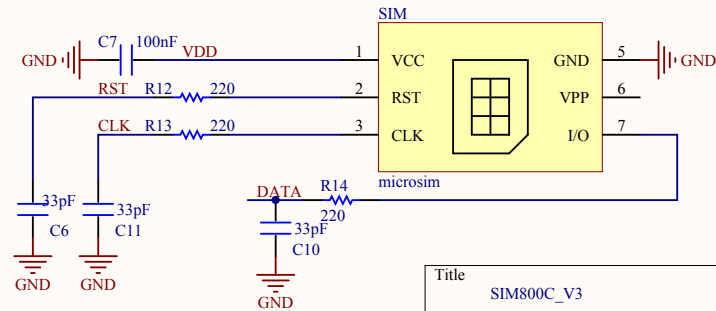 SIM
C7 100nF VDD 1 VCC GND 5
GND GND
RST R12 220 2 RST VPP 6
CLK R13 220 3 CLK I/O 7
microsim
DATA R14
220
33pF
C6
33pF
C11
33pF
C10
GND
GND
GND
Title
SIM800C_V3